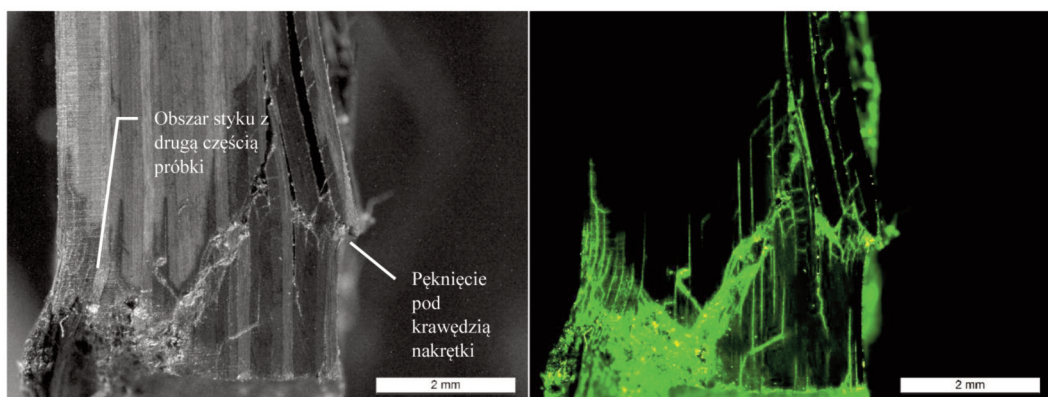 Obszar styku z
drugą częścią
próbki
Pęknięcie
pod
krawędzią
nakrętki
2 mm
2 mm